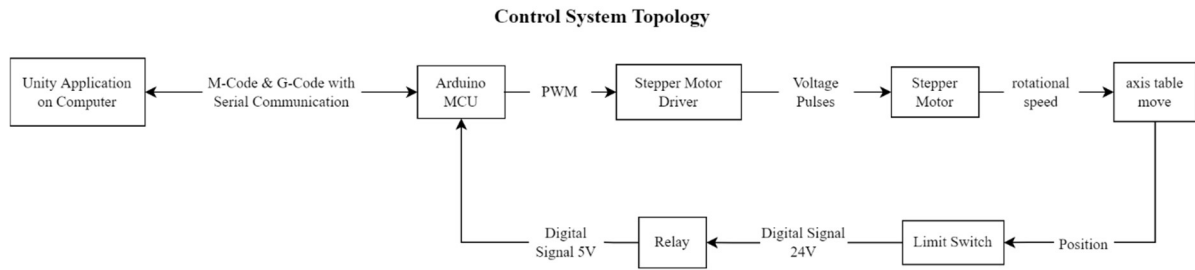 Control System Topology
Unity Application
on Computer
M-Code & G-Code with
Serial Communication
Arduino
MCU
PWM
Stepper Motor
Driver
Voltage
Pulses
Stepper
Motor
rotational
speed
axis table
move
Digital
Signal 5V
Relay
Digital Signal
24V
Limit Switch
Position